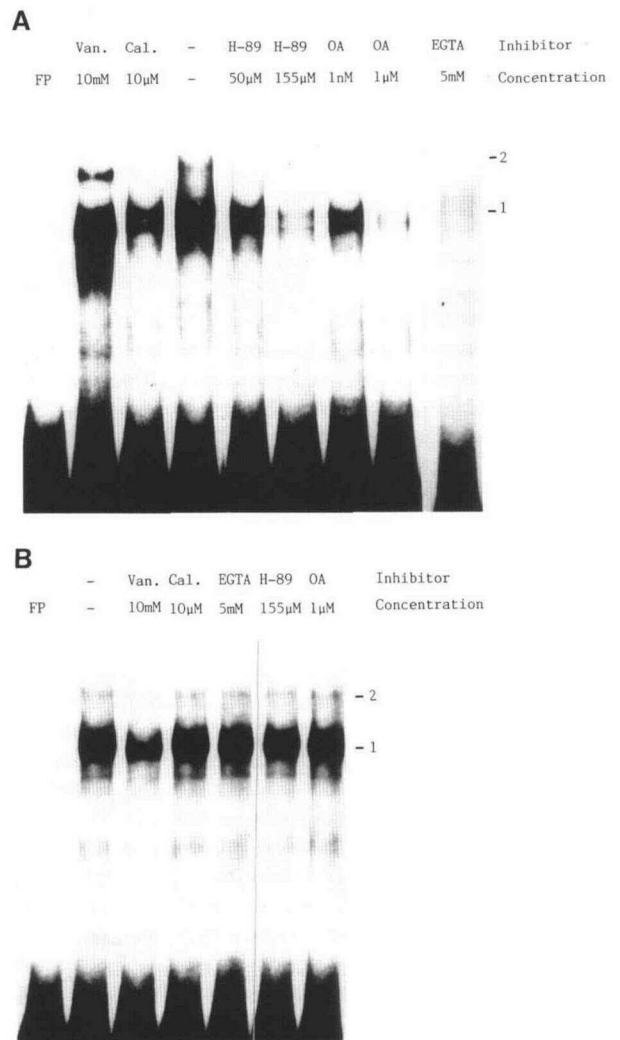 A
Van. Cal. - H-89 H-89 OA OA EGTA Inhibitor
FP 10mM 10µM - 50µM 155µM 1nM 1µM 5mM Concentration
-2
-1
B
- Van. Cal. EGTA H-89 OA Inhibitor
FP - 10mM 10µM 5mM 155µM 1µM Concentration
-2
-1